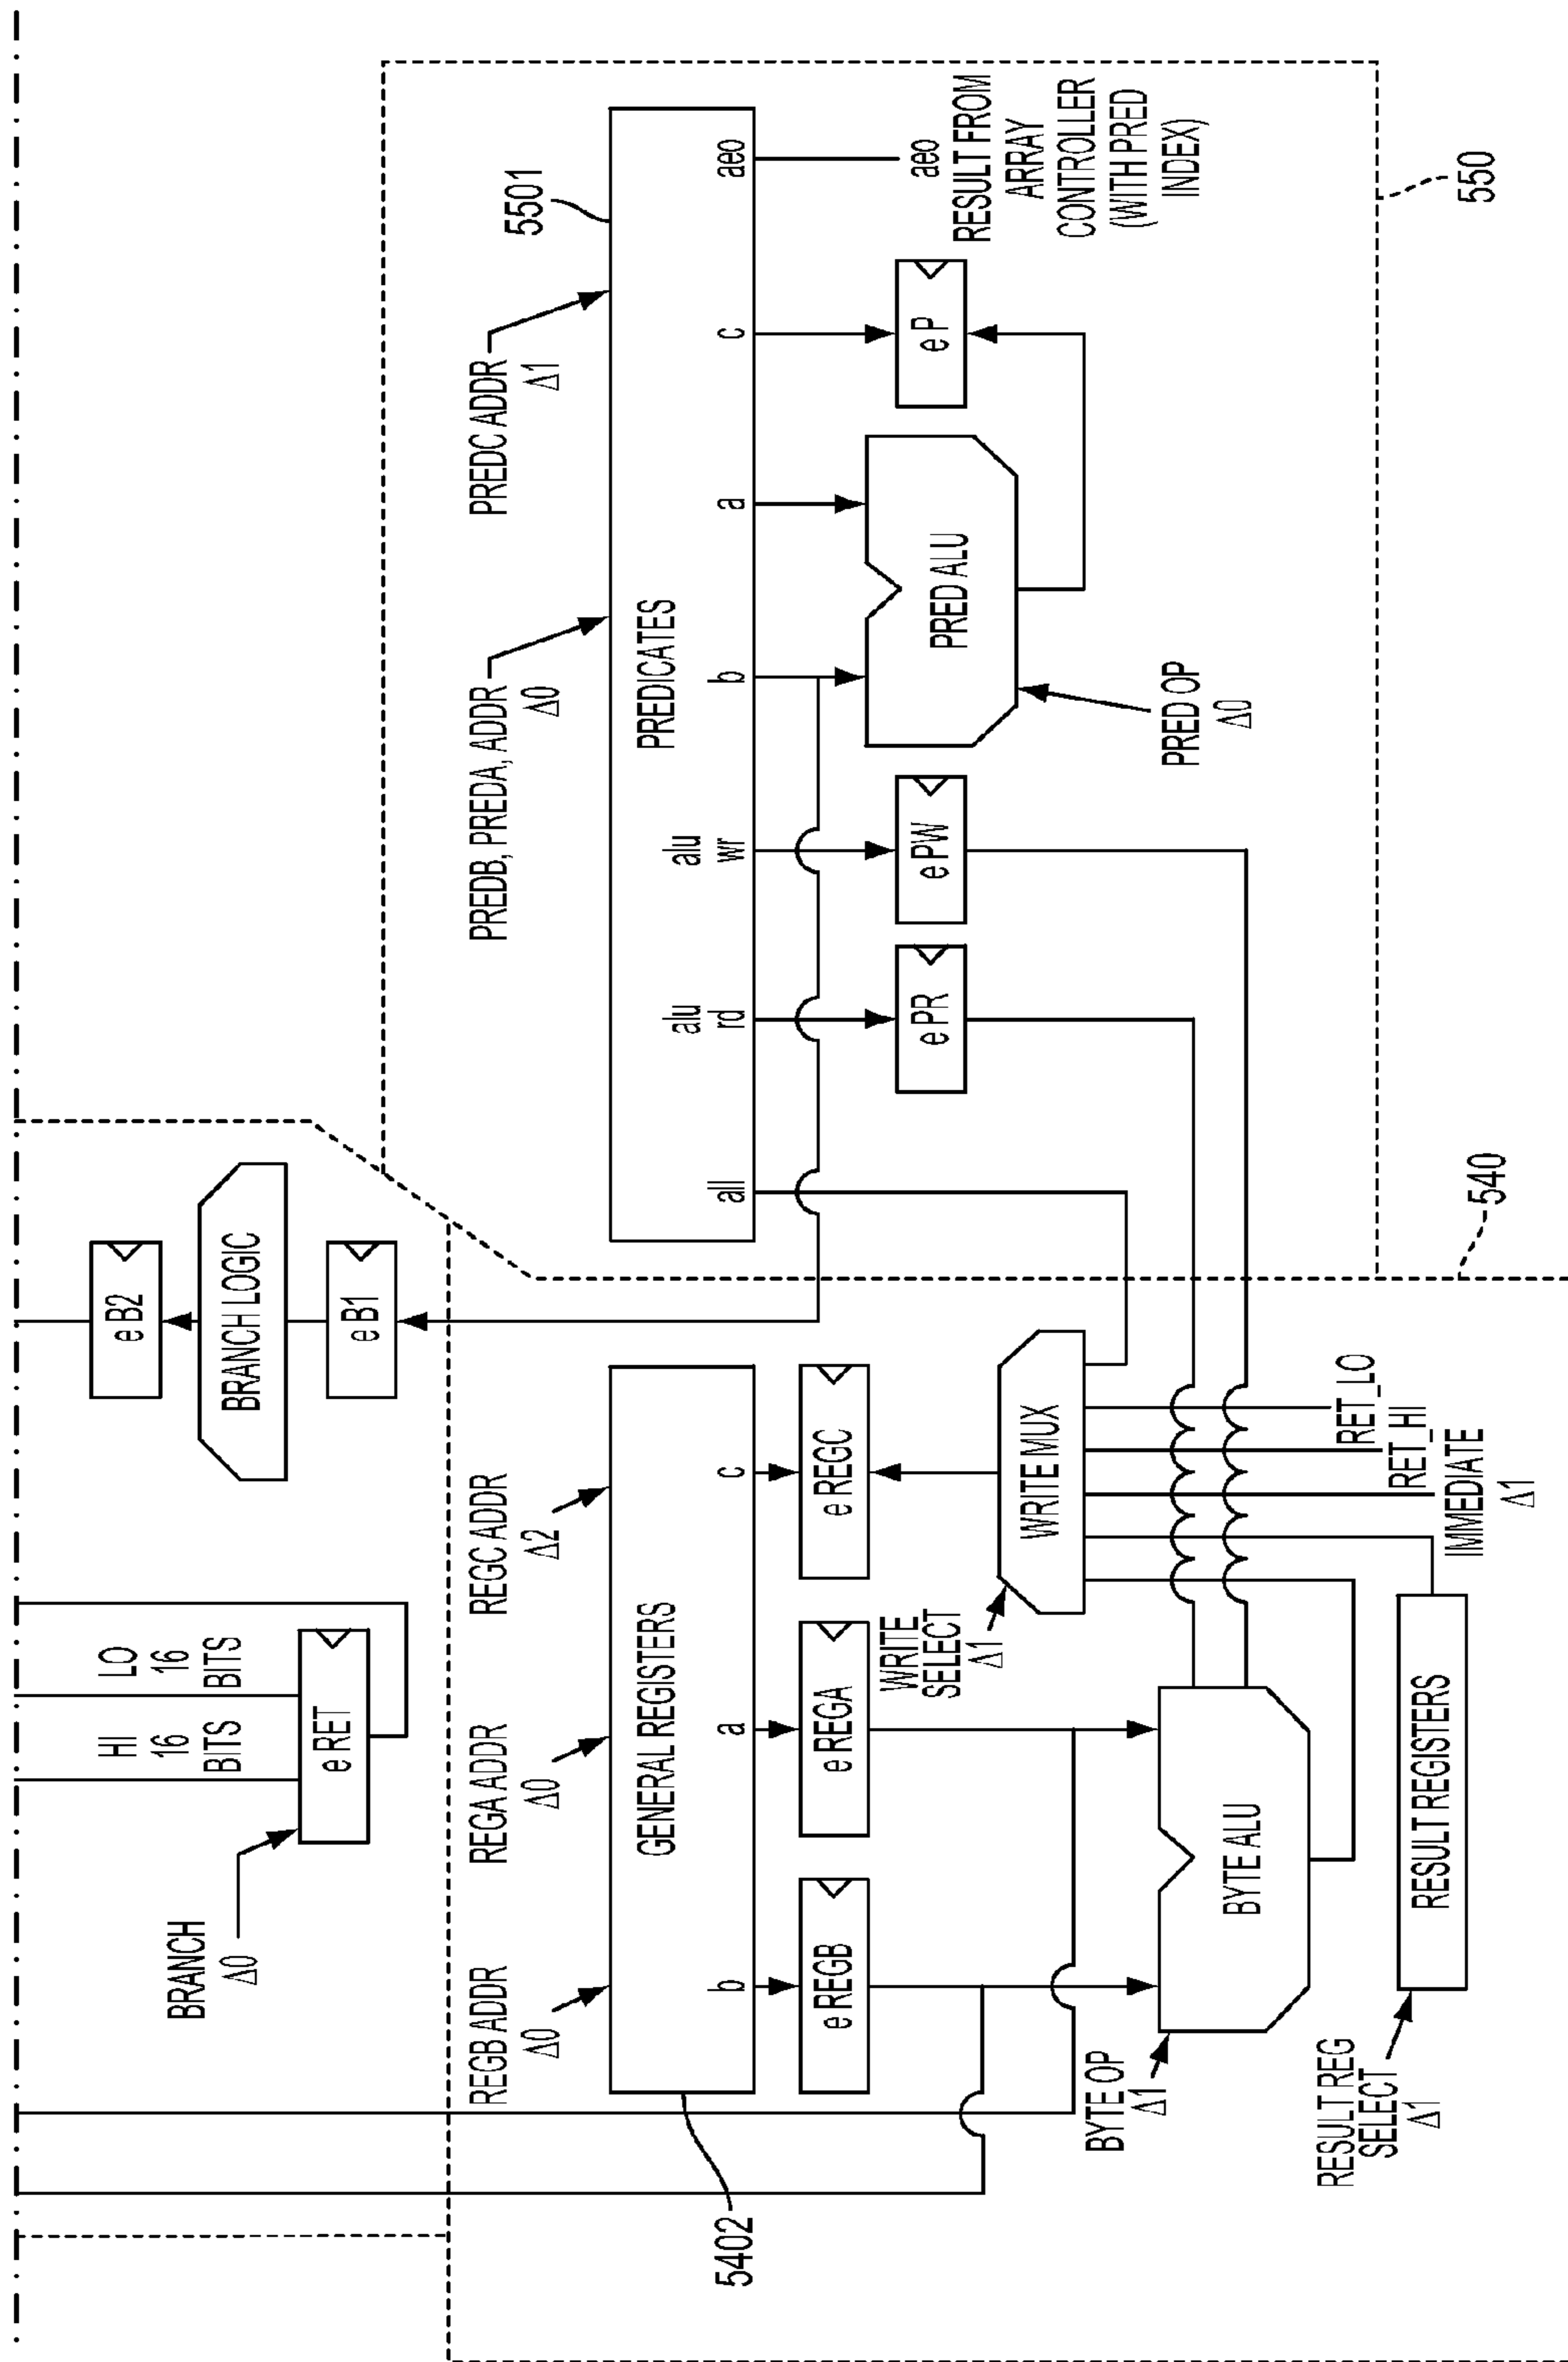 BRANCH
Δ0
HI
16
BITS
LO
16
BITS
e RET
e B2
BRANCH LOGIC
e B1
REGB ADDR
Δ0
REGA ADDR
Δ0
REGC ADDR
Δ2
GENERAL REGISTERS
b
a
c
5402
e REGB
e REGA
e REGC
WRITE
SELECT
Δ1
WRITE MUX
BYTE OP
Δ1
BYTE ALU
RET_LO
RET_HI
IMMEDIATE
Δ1
RESULT REG
SELECT
Δ1
RESULT REGISTERS
540
PREDB, PREDA, ADDR
Δ0
PREDC ADDR
Δ1
5501
PREDICATES
all
alu
rd
alu
wr
b
a
c
aeo
e PR
e PW
PRED ALU
e P
aeo
RESULT FROM
ARRAY
CONTROLLER
(WITH PRED
INDEX)
PRED OP
Δ0
550